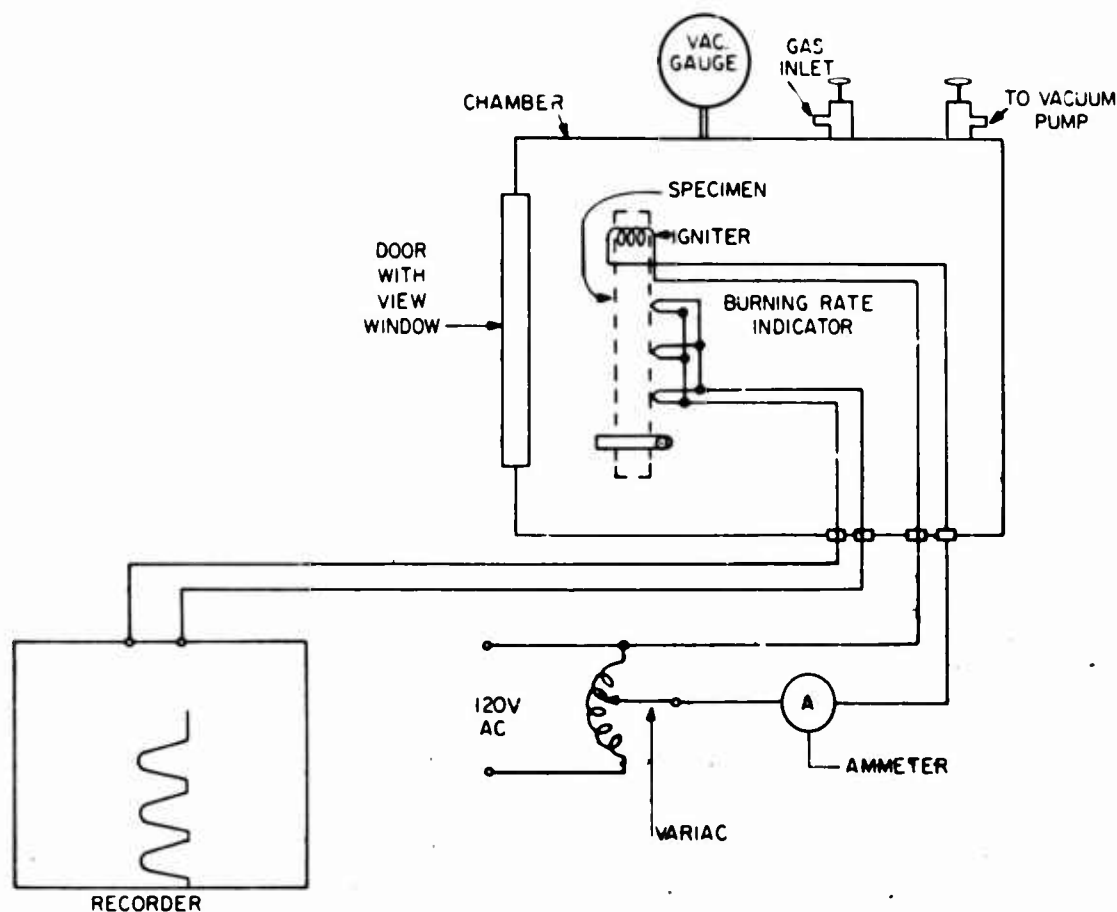 VAC.
GAUGE
GAS
INLET
TO VACUUM
PUMP
CHAMBER
SPECIMEN
IGNITER
DOOR
WITH
VIEW
WINDOW
BURNING RATE
INDICATOR
120V
AC
A
AMMETER
VARIAC
RECORDER